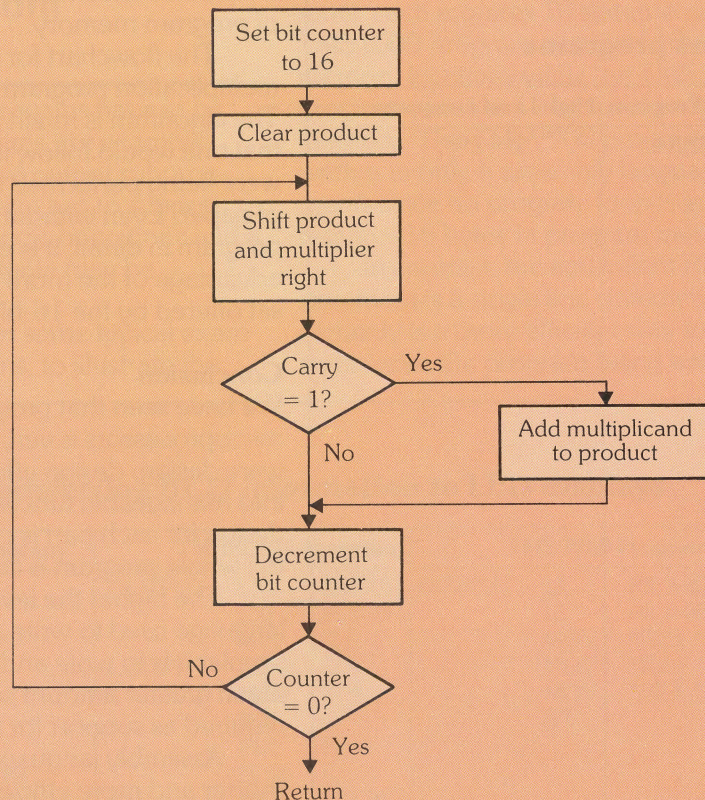 Set bit counter
to 16
Clear product
Shift product
and multiplier
right
Carry
= 1?
Yes
No
Add multiplicand
to product
Decrement
bit counter
No
Counter
= 0?
Yes
Return